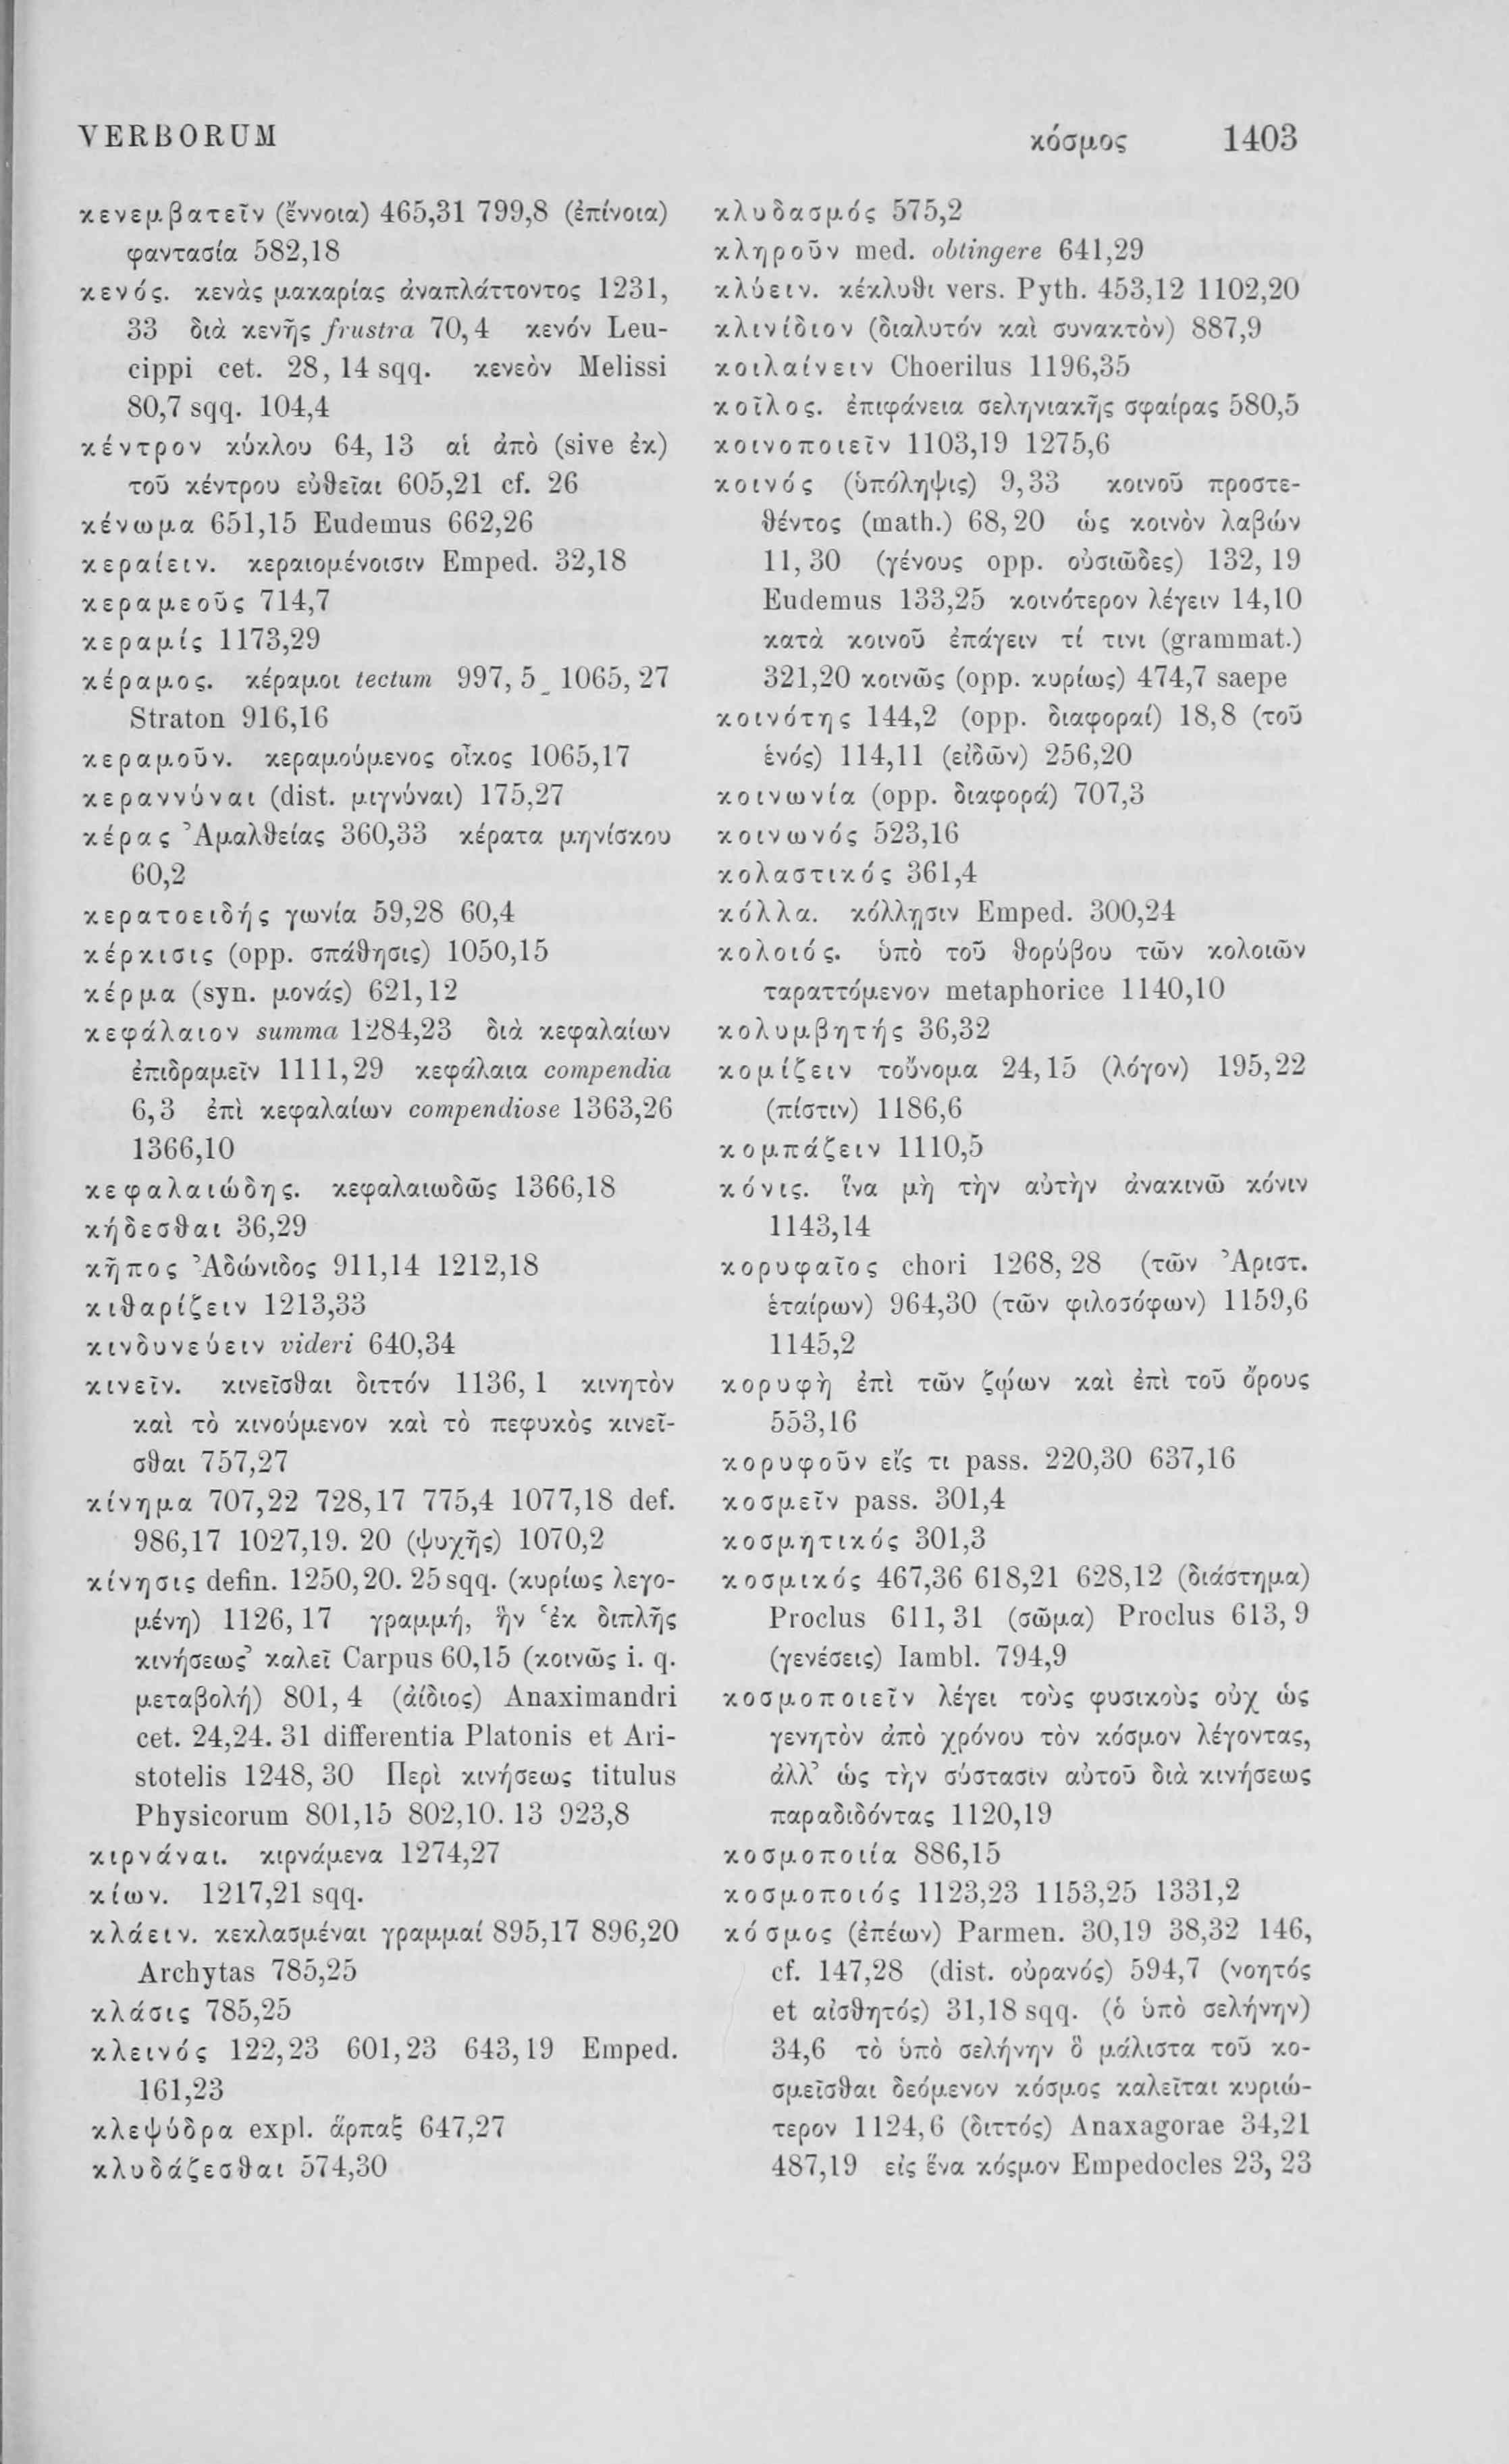 VERBORUM κόσμος 1403
κενεμβατεῖν (ἔννοια) 465,31 799,8 (ἐπίνοια)
φαντασία 582,18
κενός. κενὰς μακαρίας ἀναπλάττοντος 1231,
33 διὰ κενῆς frustra 70,4 κενόν Leu-
cippi cet. 28, 14 sqq. κενεὸν Melissi
80,7 sqq. 104,4
κέντρον κύκλου 64, 13 αἱ ἀπὸ (sive ἐκ)
τοῦ κέντρου εὐθεῖαι 605,21 cf. 26
κένωμα 651,15 Eudemus 662,26
κεραίειν. κεραιομένοισιν Emped. 32,18
κεραμεοῦς 714,7
κεραμίς 1173,29
κέραμος. κέραμοι tectum 997, 5 1065, 27
Straton 916,16
κεραμοῦν. κεραμούμενος οἶκος 1065,17
κεραννύναι (dist. μιγνύναι) 175,27
κέρας Ἀμαλθείας 360,33 κέρατα μηνίσκου
60,2
κερατοειδής γωνία 59,28 60,4
κέρκισις (opp. σπάθησις) 1050,15
κέρμα (syn. μονάς) 621,12
κεφάλαιον summa 1284,23 διὰ κεφαλαίων
ἐπιδραμεῖν 1111,29 κεφάλαια compendia
6,3 ἐπὶ κεφαλαίων compendiose 1363,26
1366,10
κεφαλαιώδης. κεφαλαιωδῶς 1366,18
κήδεσθαι 36,29
κῆπος Ἀδώνιδος 911,14 1212,18
κιθαρίζειν 1213,33
κινδυνεύειν videri 640,34
κινεῖν. κινεῖσθαι διττόν 1136, 1 κινητὸν
καὶ τὸ κινούμενον καὶ τὸ πεφυκὸς κινεῖ-
σθαι 757,27
κίνημα 707,22 728,17 775,4 1077,18 def.
986,17 1027,19. 20 (ψυχῆς) 1070,2
κίνησις defin. 1250,20. 25 sqq. (κυρίως λεγο-
μένη) 1126, 17 γραμμή, ἣν ‘ἐκ διπλῆς
κινήσεως’ καλεῖ Carpus 60,15 (κοινῶς i. q.
μεταβολή) 801, 4 (ἀίδιος) Anaximandri
cet. 24,24. 31 differentia Platonis et Ari-
stotelis 1248, 30 Περὶ κινήσεως titulus
Physicorum 801,15 802,10. 13 923,8
κιρνάναι. κιρνάμενα 1274,27
κίων. 1217,21 sqq.
κλάειν. κεκλασμέναι γραμμαί 895,17 896,20
Archytas 785,25
κλάσις 785,25
κλεινός 122,23 601,23 643,19 Emped.
161,23
κλεψύδρα expl. ἅρπαξ 647,27
κλυδάζεσθαι 574,30
κλυδασμός 575,2
κληροῦν med. obtingere 641,29
κλύειν. κέκλυθι vers. Pyth. 453,12 1102,20
κλινίδιον (διαλυτόν καὶ συνακτὸν) 887,9
κοιλαίνειν Choerilus 1196,35
κοῖλος. ἐπιφάνεια σεληνιακῆς σφαίρας 580,5
κοινοποιεῖν 1103,19 1275,6
κοινός (ὑπόληψις) 9,33 κοινοῦ προστε-
θέντος (math.) 68,20 ὡς κοινὸν λαβών
11, 30 (γένους opp. οὐσιῶδες) 132, 19
Eudemus 133,25 κοινότερον λέγειν 14,10
κατὰ κοινοῦ ἐπάγειν τί τινι (grammat.)
321,20 κοινῶς (opp. κυρίως) 474,7 saepe
κοινότης 144,2 (opp. διαφοραί) 18,8 (τοῦ
ἑνός) 114,11 (εἰδῶν) 256,20
κοινωνία (opp. διαφορά) 707,3
κοινωνός 523,16
κολαστικός 361,4
κόλλα. κόλλῃσιν Emped. 300,24
κολοιός. ὑπὸ τοῦ θορύβου τῶν κολοιῶν
ταραττόμενον metaphorice 1140,10
κολυμβητής 36,32
κομίζειν τοὔνομα 24,15 (λόγον) 195,22
(πίστιν) 1186,6
κομπάζειν 1110,5
κόνις. ἵνα μὴ τὴν αὐτὴν ἀνακινῶ κόνιν
1143,14
κορυφαῖος chori 1268, 28 (τῶν Ἀριστ.
ἑταίρων) 964,30 (τῶν φιλοσόφων) 1159,6
1145,2
κορυφὴ ἐπὶ τῶν ζῴων καὶ ἐπὶ τοῦ ὄρους
553,16
κορυφοῦν εἴς τι pass. 220,30 637,16
κοσμεῖν pass. 301,4
κοσμητικός 301,3
κοσμικός 467,36 618,21 628,12 (διάστημα)
Proclus 611, 31 (σῶμα) Proclus 613, 9
(γενέσεις) Iambl. 794,9
κοσμοποιεῖν λέγει τοὺς φυσικοὺς οὐχ ὡς
γενητὸν ἀπὸ χρόνου τὸν κόσμον λέγοντας,
ἀλλ’ ὡς τὴν σύστασιν αὐτοῦ διὰ κινήσεως
παραδιδόντας 1120,19
κοσμοποιία 886,15
κοσμοποιός 1123,23 1153,25 1331,2
κόσμος (ἐπέων) Parmen. 30,19 38,32 146,
cf. 147,28 (dist. οὐρανός) 594,7 (νοητός
et αἰσθητός) 31,18 sqq. (ὁ ὑπὸ σελήνην)
34,6 τὸ ὑπὸ σελήνην ὃ μάλιστα τοῦ κο-
σμεῖσθαι δεόμενον κόσμος καλεῖται κυριώ-
τερον 1124,6 (διττός) Anaxagorae 34,21
487,19 εἰς ἕνα κόςμον Empedocles 23, 23